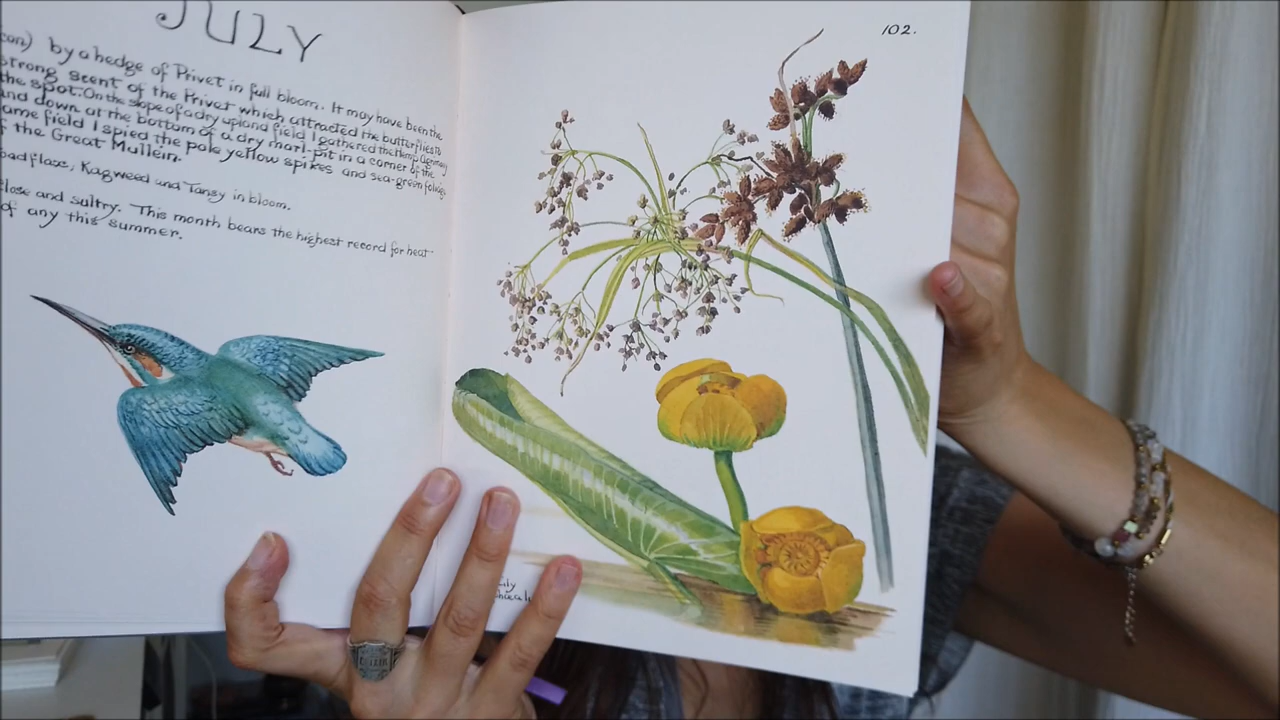 JULY
by a hedge of Privet in full bloom. It may have been the
strong scent of the Privet which attracted the butterflies to
the spot. On the slope of a dry upland field I gathered the Hemp Agrimony
and down at the bottom of a dry marl-pit in a corner of the
same field I spied the pale yellow spikes and sea-green foliage
of the Great Mullein.
Toadflax, Ragweed and Tansy in bloom.
Close and sultry. This month bears the highest record for heat
of any this summer.
102.
Lily